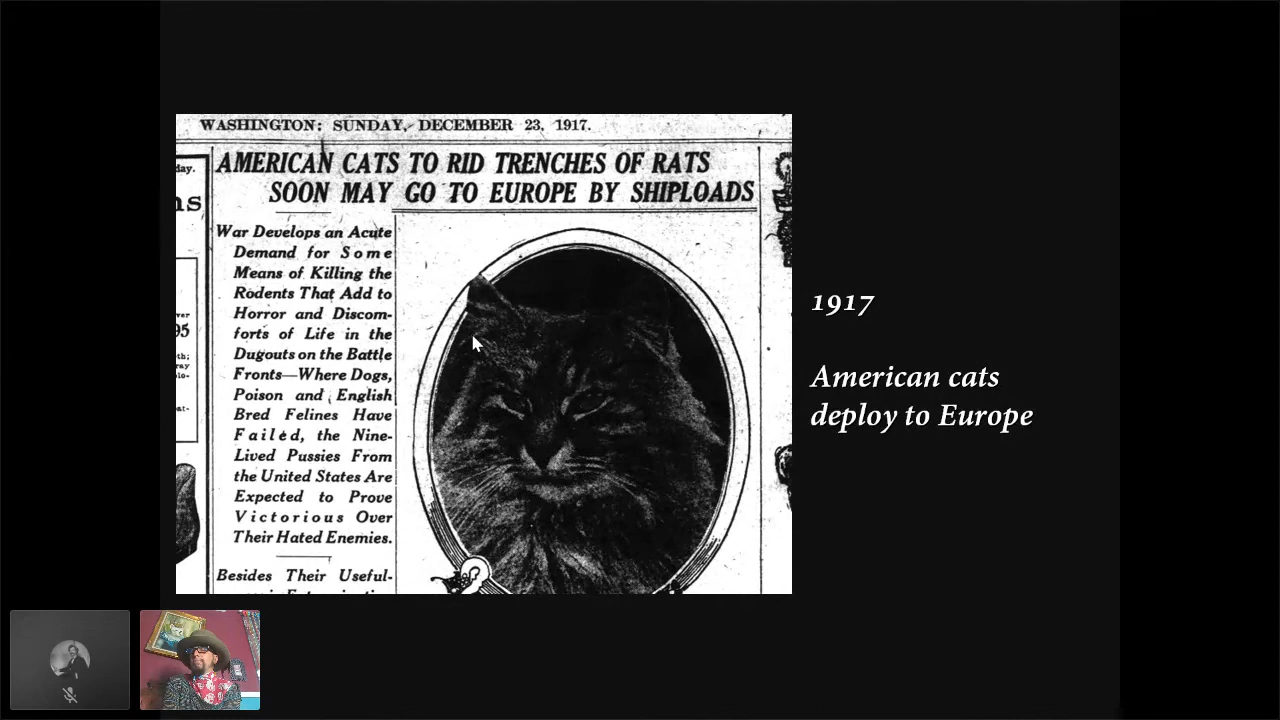 WASHINGTON: SUNDAY, DECEMBER 23, 1917.
AMERICAN CATS TO RID TRENCHES OF RATS
SOON MAY GO TO EUROPE BY SHIPLOADS
War Develops an Acute
Demand for Some
Means of Killing the
Rodents That Add to
Horror and Discom-
forts of Life in the
Dugouts on the Battle
Fronts—Where Dogs,
Poison and English
Bred Felines Have
Failed, the Nine-
Lived Pussies From
the United States Are
Expected to Prove
Victorious Over
Their Hated Enemies.
Besides Their Useful-
day.
ns
95
1917
American cats
deploy to Europe